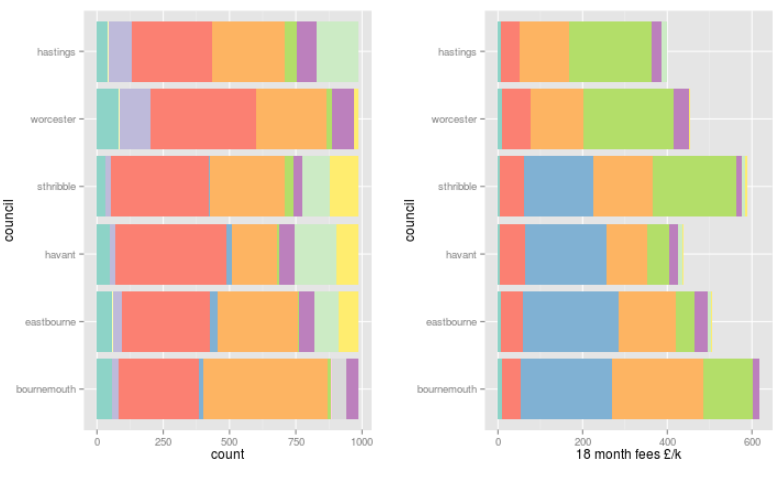 hastings
worcester
sthribble
havant
eastbourne
bournemouth
council
0 250 500 750 1000
count
hastings
worcester
sthribble
havant
eastbourne
bournemouth
council
0 200 400 600
18 month fees £/k